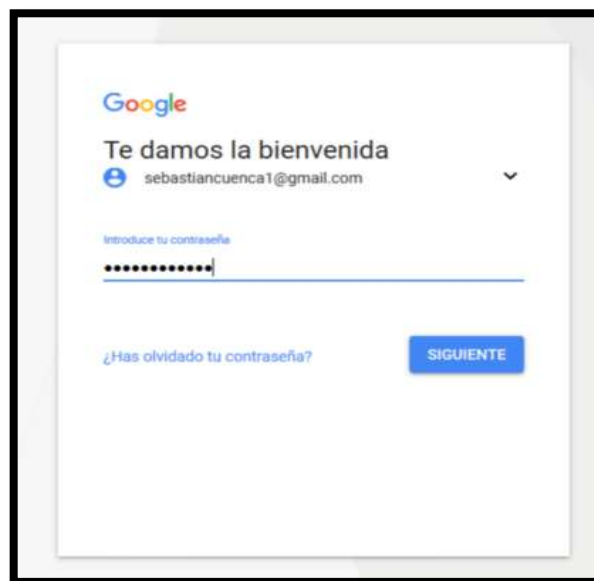 Google
Te damos la bienvenida
sebastiancuenca1@gmail.com
Introduce tu contraseña
••••••••••••
¿Has olvidado tu contraseña?
SIGUIENTE